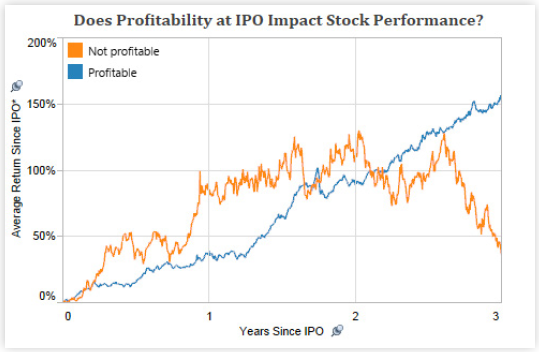 Does Profitability at IPO Impact Stock Performance?
200%
Not profitable
Profitable
150%
100%
50%
0%
Average Return Since IPO*
0 1 2 3
Years Since IPO